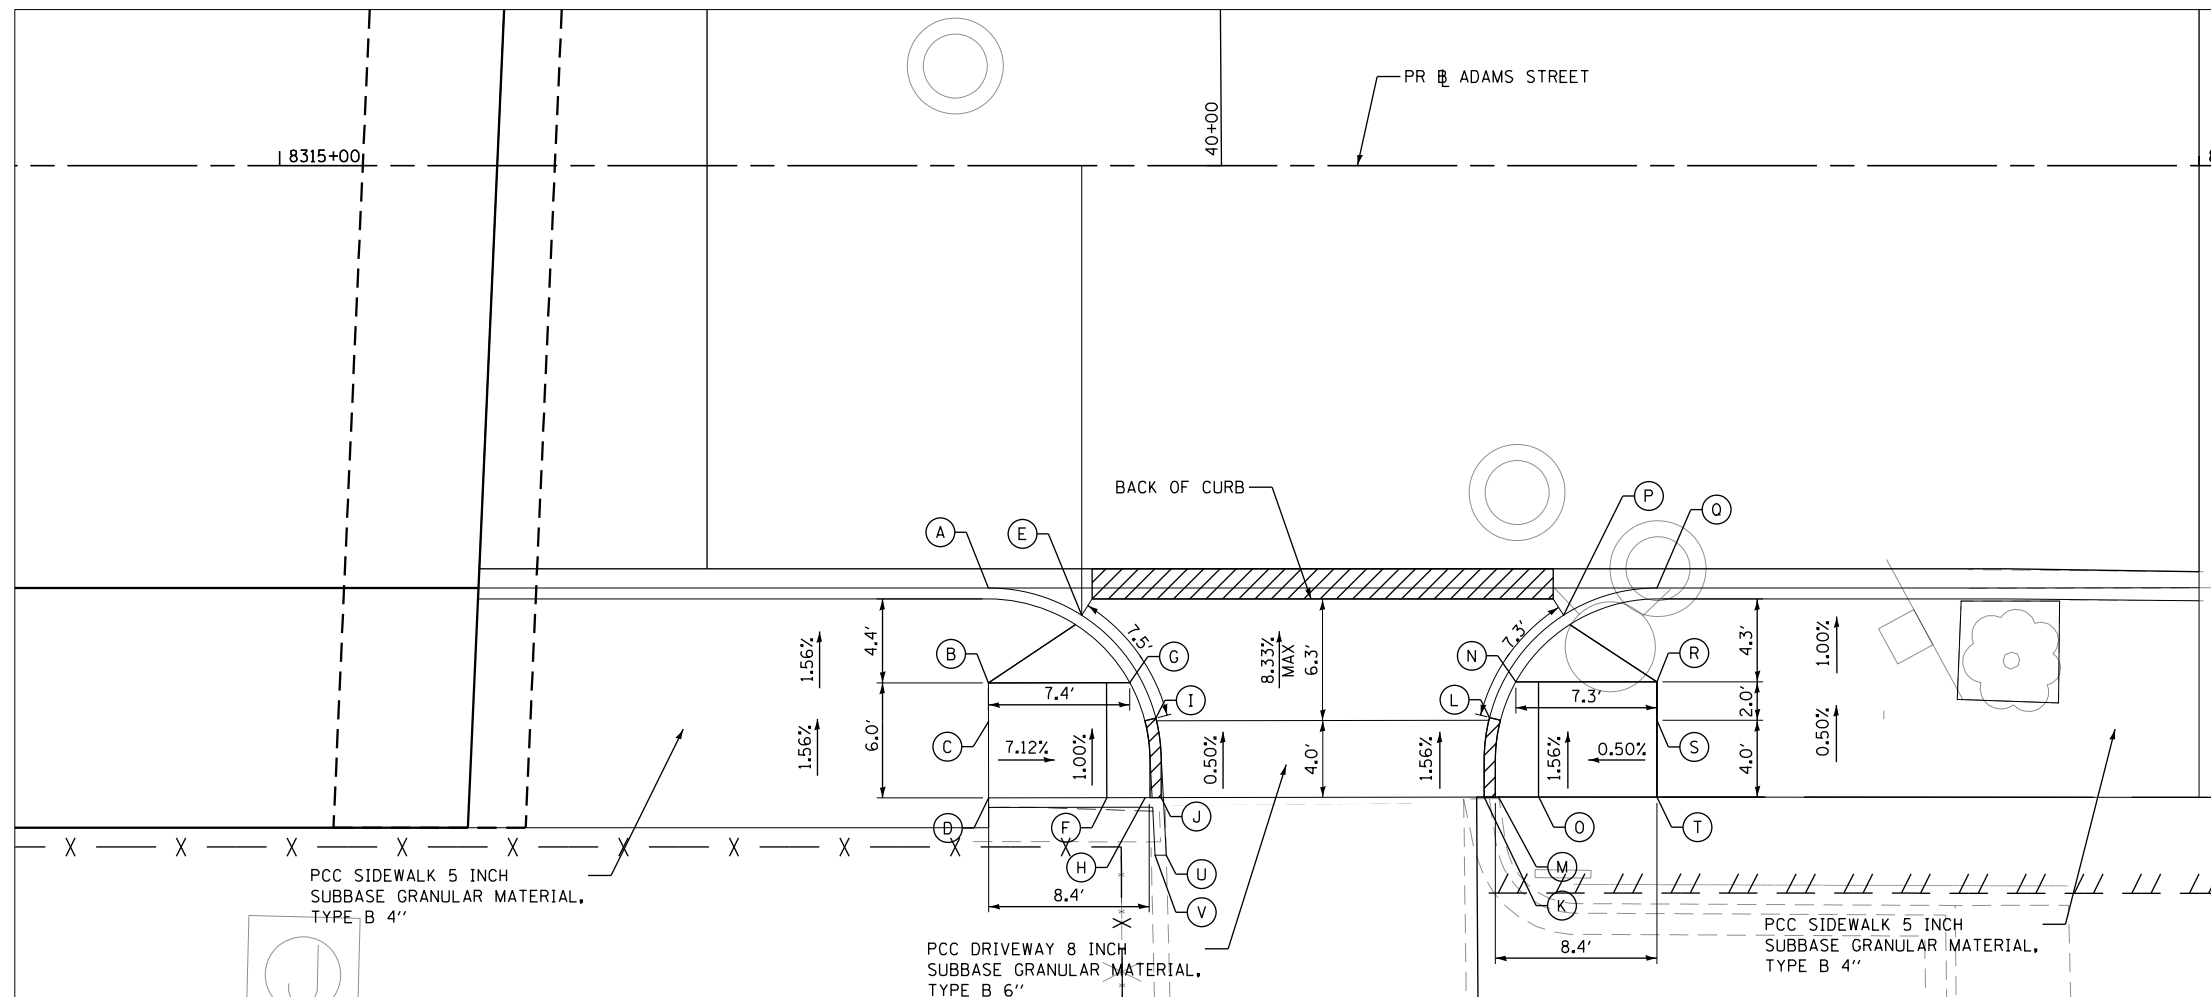 PR B ADAMS STREET
8315+00
40+00
8
BACK OF CURB
A
E
P
Q
1.56%
4.4'
7.5'
8.33%
MAX
6.3'
7.3'
4.3'
1.00%
B
G
N
R
7.4'
I
L
7.3'
2.0'
1.56%
6.0'
C
7.12%
1.00%
0.50%
4.0'
1.56%
1.56%
0.50%
S
4.0'
0.50%
D
F
J
O
T
H
U
M
8.4'
V
K
8.4'
PCC SIDEWALK 5 INCH
SUBBASE GRANULAR MATERIAL,
TYPE B 4''
PCC DRIVEWAY 8 INCH
SUBBASE GRANULAR MATERIAL,
TYPE B 6''
PCC SIDEWALK 5 INCH
SUBBASE GRANULAR MATERIAL,
TYPE B 4''
X X X X X X X X X X
X